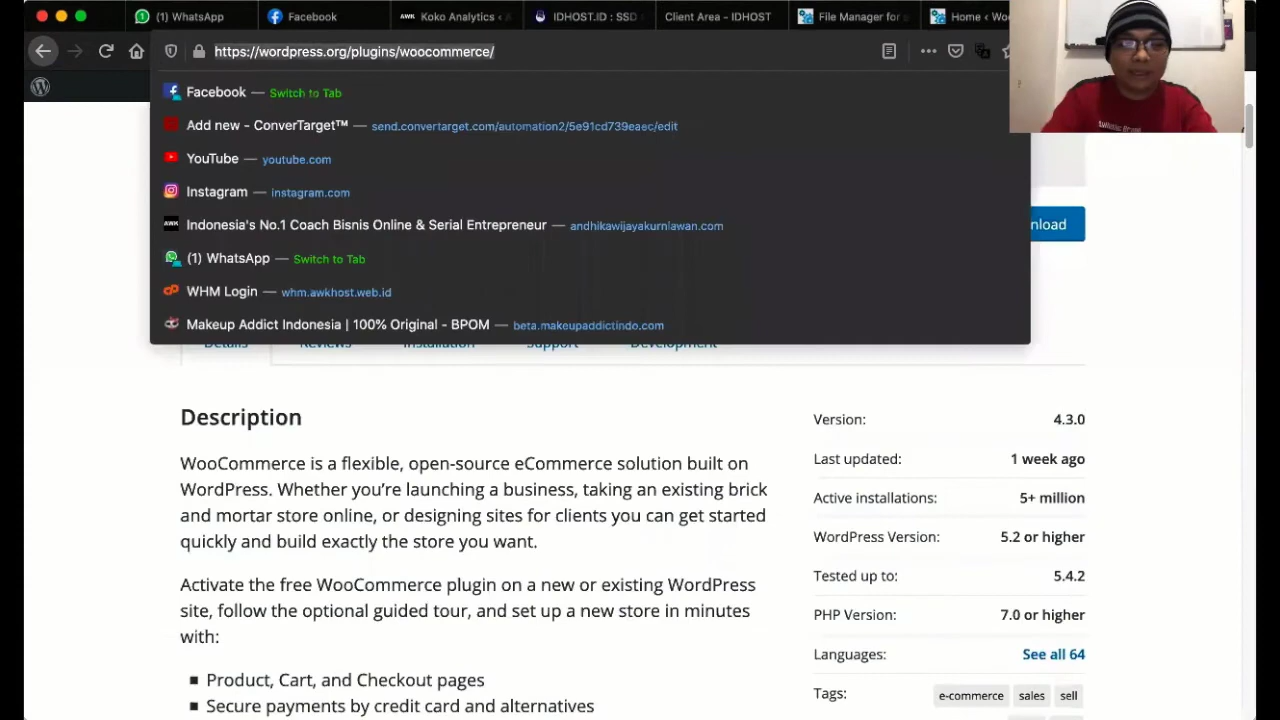 (1) WhatsApp
Facebook
AWK Koko Analytics ‹
IDHOST.ID : SSD
Client Area - IDHOST
File Manager for
Home ‹ Woo
https://wordpress.org/plugins/woocommerce/
Facebook — Switch to Tab
Add new - ConverTarget™ — send.convertarget.com/automation2/5e91cd739eaec/edit
YouTube — youtube.com
Instagram — instagram.com
AWK Indonesia's No.1 Coach Bisnis Online & Serial Entrepreneur — andhikawijayakurniawan.com
(1) WhatsApp — Switch to Tab
WHM Login — whm.awkhost.web.id
Makeup Addict Indonesia | 100% Original - BPOM — beta.makeupaddictindo.com
nload
Details Reviews Installation Support Development
Description
WooCommerce is a flexible, open-source eCommerce solution built on
WordPress. Whether you're launching a business, taking an existing brick
and mortar store online, or designing sites for clients you can get started
quickly and build exactly the store you want.
Activate the free WooCommerce plugin on a new or existing WordPress
site, follow the optional guided tour, and set up a new store in minutes
with:
■ Product, Cart, and Checkout pages
■ Secure payments by credit card and alternatives
Version: 4.3.0
Last updated: 1 week ago
Active installations: 5+ million
WordPress Version: 5.2 or higher
Tested up to: 5.4.2
PHP Version: 7.0 or higher
Languages: See all 64
Tags: e-commerce sales sell